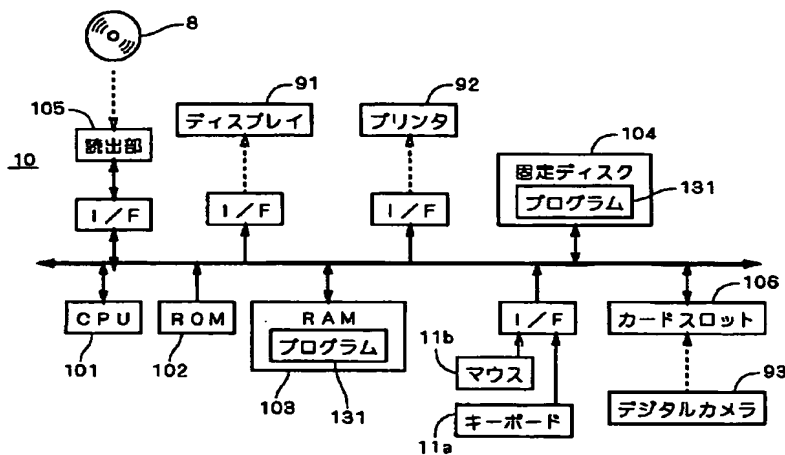 8
91
92
105
ディスプレイ
プリンタ
104
読出部
10
固定ディスク
プログラム
131
I/F
I/F
I/F
106
CPU
ROM
RAM
I/F
カードスロット
プログラム
11b
101
102
マウス
93
103
131
キーボード
デジタルカメラ
11a